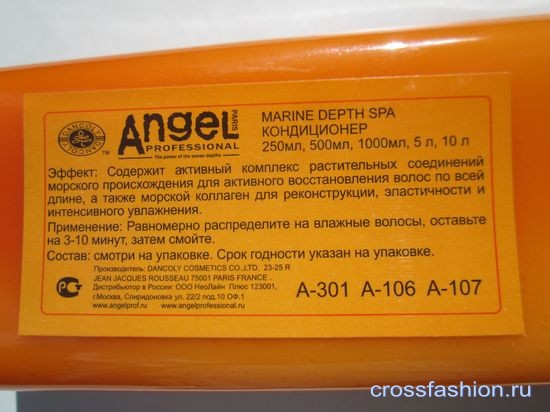 DANCOLY
Angel
PARIS
PROFESSIONAL
The power of the ocean depths
TM
MARINE DEPTH SPA
КОНДИЦИОНЕР
250мл, 500мл, 1000мл, 5 л, 10 л
Эффект: Содержит активный комплекс растительных соединений
морского происхождения для активного восстановления волос по всей
длине, а также морской коллаген для реконструкции, эластичности и
интенсивного увлажнения.
Применение: Равномерно распределите на влажные волосы, оставьте
на 3-10 минут, затем смойте.
Состав: смотри на упаковке. Срок годности указан на упаковке.
Производитель: DANCOLY COSMETICS CO.,LTD. 23-25 R
JEAN JACQUES ROUSSEAU 75001 PARIS FRANCE .
Дистрибьютор в России: ООО НеоЛайн Плюс 123001,
г.Москва, Спиридоновка ул. 22/2 под.10 ОФ.1
www.angelprof.ru www.angelprofessional.ru
А-301 А-106 А-107
crossfashion.ru